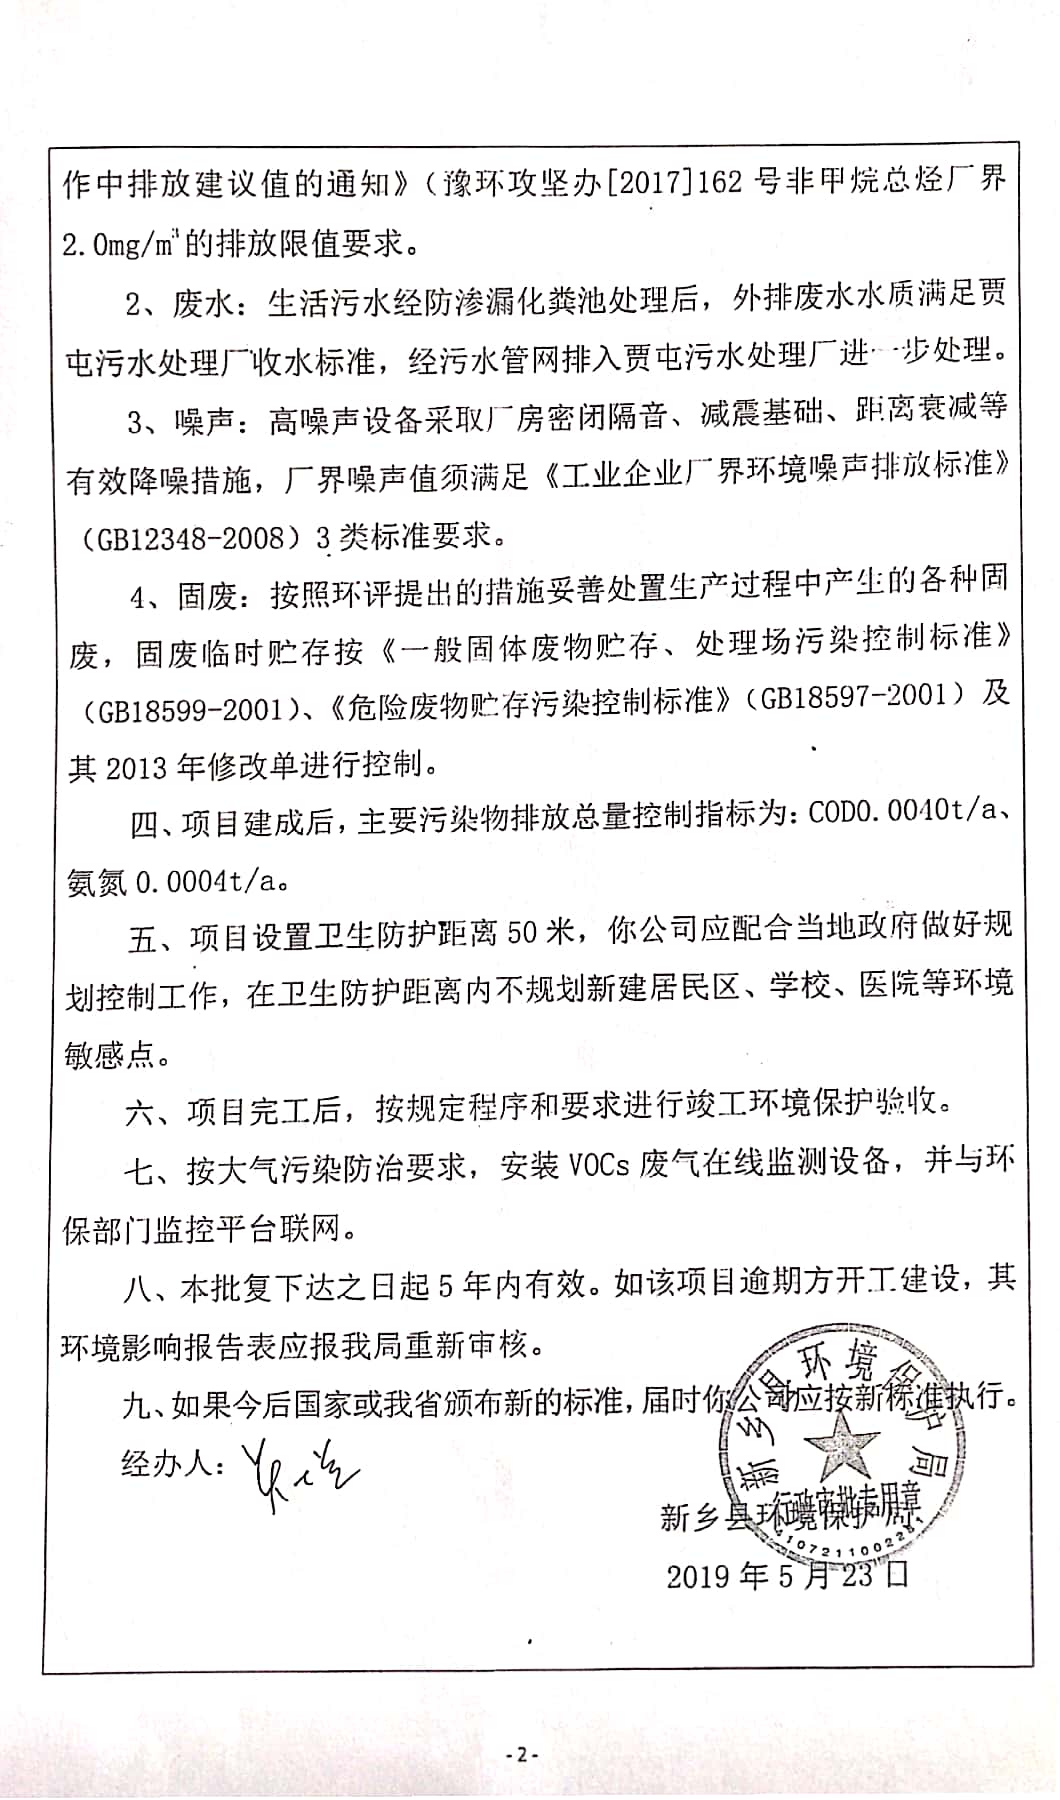 作中排放建议值的通知》（豫环攻坚办[2017]162 号非甲烷总烃厂界
2.0mg/m³的排放限值要求。
2、废水：生活污水经防渗漏化粪池处理后，外排废水水质满足贾
屯污水处理厂收水标准，经污水管网排入贾屯污水处理厂进一步处理。
3、噪声：高噪声设备采取厂房密闭隔音、减震基础、距离衰减等
有效降噪措施，厂界噪声值须满足《工业企业厂界环境噪声排放标准》
（GB12348-2008）3 类标准要求。
4、固废：按照环评提出的措施妥善处置生产过程中产生的各种固
废，固废临时贮存按《一般固体废物贮存、处理场污染控制标准》
（GB18599-2001）、《危险废物贮存污染控制标准》（GB18597-2001）及
其 2013 年修改单进行控制。
四、项目建成后，主要污染物排放总量控制指标为：COD0.0040t/a、
氨氮 0.0004t/a。
五、项目设置卫生防护距离 50 米，你公司应配合当地政府做好规
划控制工作，在卫生防护距离内不规划新建居民区、学校、医院等环境
敏感点。
六、项目完工后，按规定程序和要求进行竣工环境保护验收。
七、按大气污染防治要求，安装 VOCs 废气在线监测设备，并与环
保部门监控平台联网。
八、本批复下达之日起 5 年内有效。如该项目逾期方开工建设，其
环境影响报告表应报我局重新审核。
九、如果今后国家或我省颁布新的标准，届时你公司应按新标准执行。
经办人：
新乡县环境保护局
行政审批专用章
4107211002281
新乡县环境保护局
2019 年 5 月 23 日
-2-